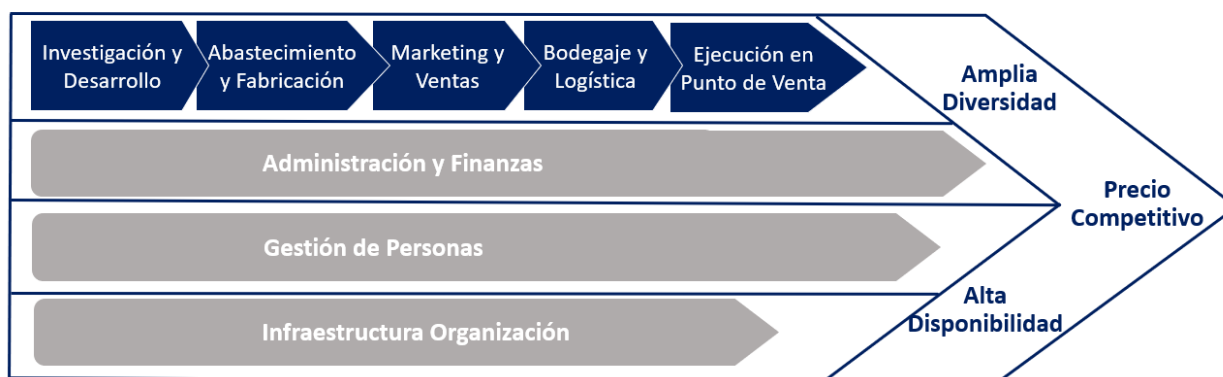 Investigación y
Desarrollo
Abastecimiento
y Fabricación
Marketing y
Ventas
Bodegaje y
Logística
Ejecución en
Punto de Venta
Amplia
Diversidad
Administración y Finanzas
Precio
Competitivo
Gestión de Personas
Alta
Disponibilidad
Infraestructura Organización